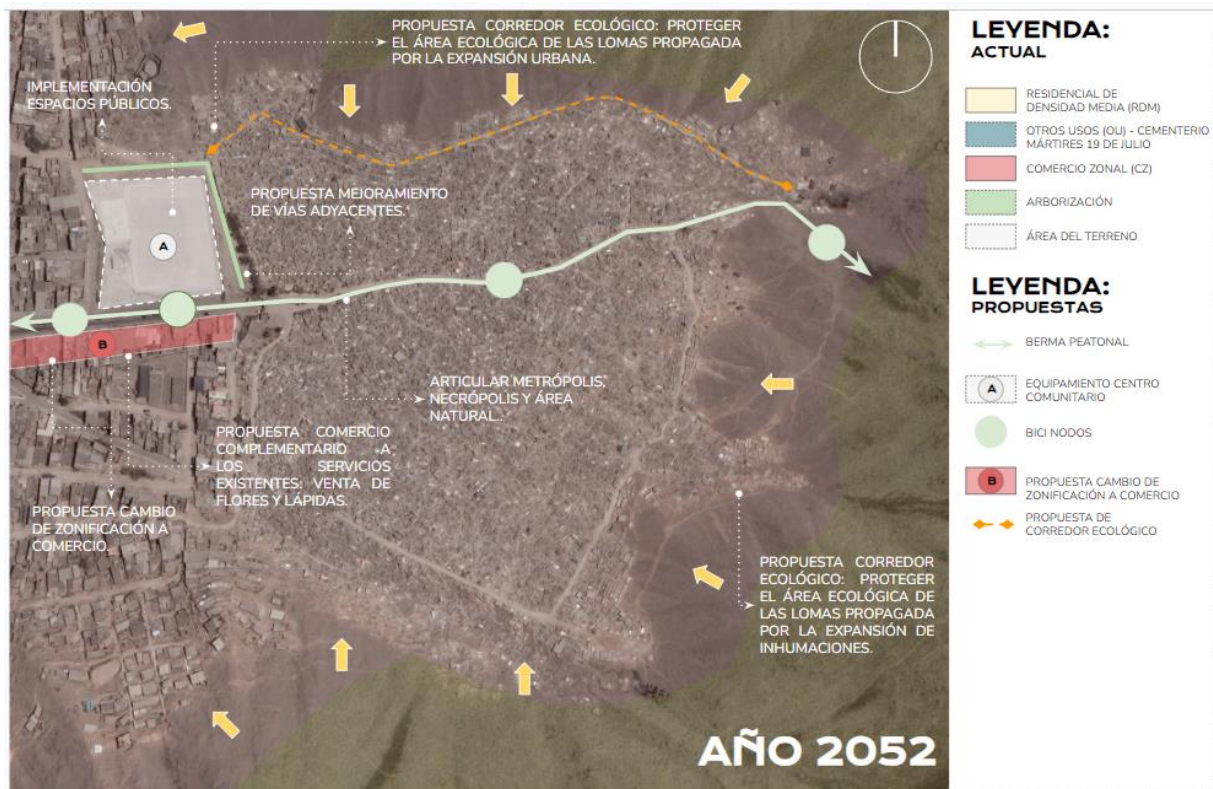 PROPUESTA CORREDOR ECOLÓGICO: PROTEGER
EL ÁREA ECOLÓGICA DE LAS LOMAS PROPAGADA
POR LA EXPANSIÓN URBANA.
IMPLEMENTACIÓN
ESPACIOS PÚBLICOS.
PROPUESTA MEJORAMIENTO
DE VÍAS ADYACENTES.
A
B
ARTICULAR METRÓPOLIS,
NECRÓPOLIS Y ÁREA
NATURAL..
PROPUESTA COMERCIO
COMPLEMENTARIO A
LOS SERVICIOS
EXISTENTES: VENTA DE
FLORES Y LÁPIDAS.
PROPUESTA CAMBIO
DE ZONIFICACIÓN A
COMERCIO.
PROPUESTA CORREDOR
ECOLÓGICO: PROTEGER
EL ÁREA ECOLÓGICA DE
LAS LOMAS PROPAGADA
POR LA EXPANSIÓN DE
INHUMACIONES.
AÑO 2052
LEYENDA:
ACTUAL
RESIDENCIAL DE
DENSIDAD MEDIA (RDM)
OTROS USOS (OU) - CEMENTERIO
MÁRTIRES 19 DE JULIO
COMERCIO ZONAL (CZ)
ARBORIZACIÓN
ÁREA DEL TERRENO
LEYENDA:
PROPUESTAS
BERMA PEATONAL
A
EQUIPAMIENTO CENTRO
COMUNITARIO
BICI NODOS
B
PROPUESTA CAMBIO DE
ZONIFICACIÓN A COMERCIO
PROPUESTA DE
CORREDOR ECOLÓGICO